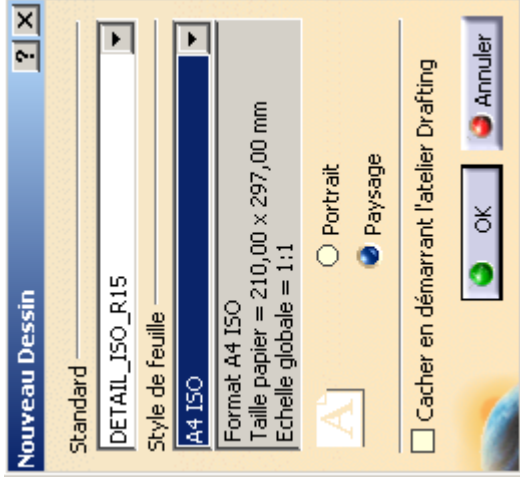 Nouveau Dessin
Standard
DETAIL_ISO_R15
Style de feuille
A4 ISO
Format A4 ISO
Taille papier = 210,00 x 297,00 mm
Echelle globale = 1:1
A
Portrait
Paysage
Cacher en démarrant l'atelier Drafting
OK
Annuler